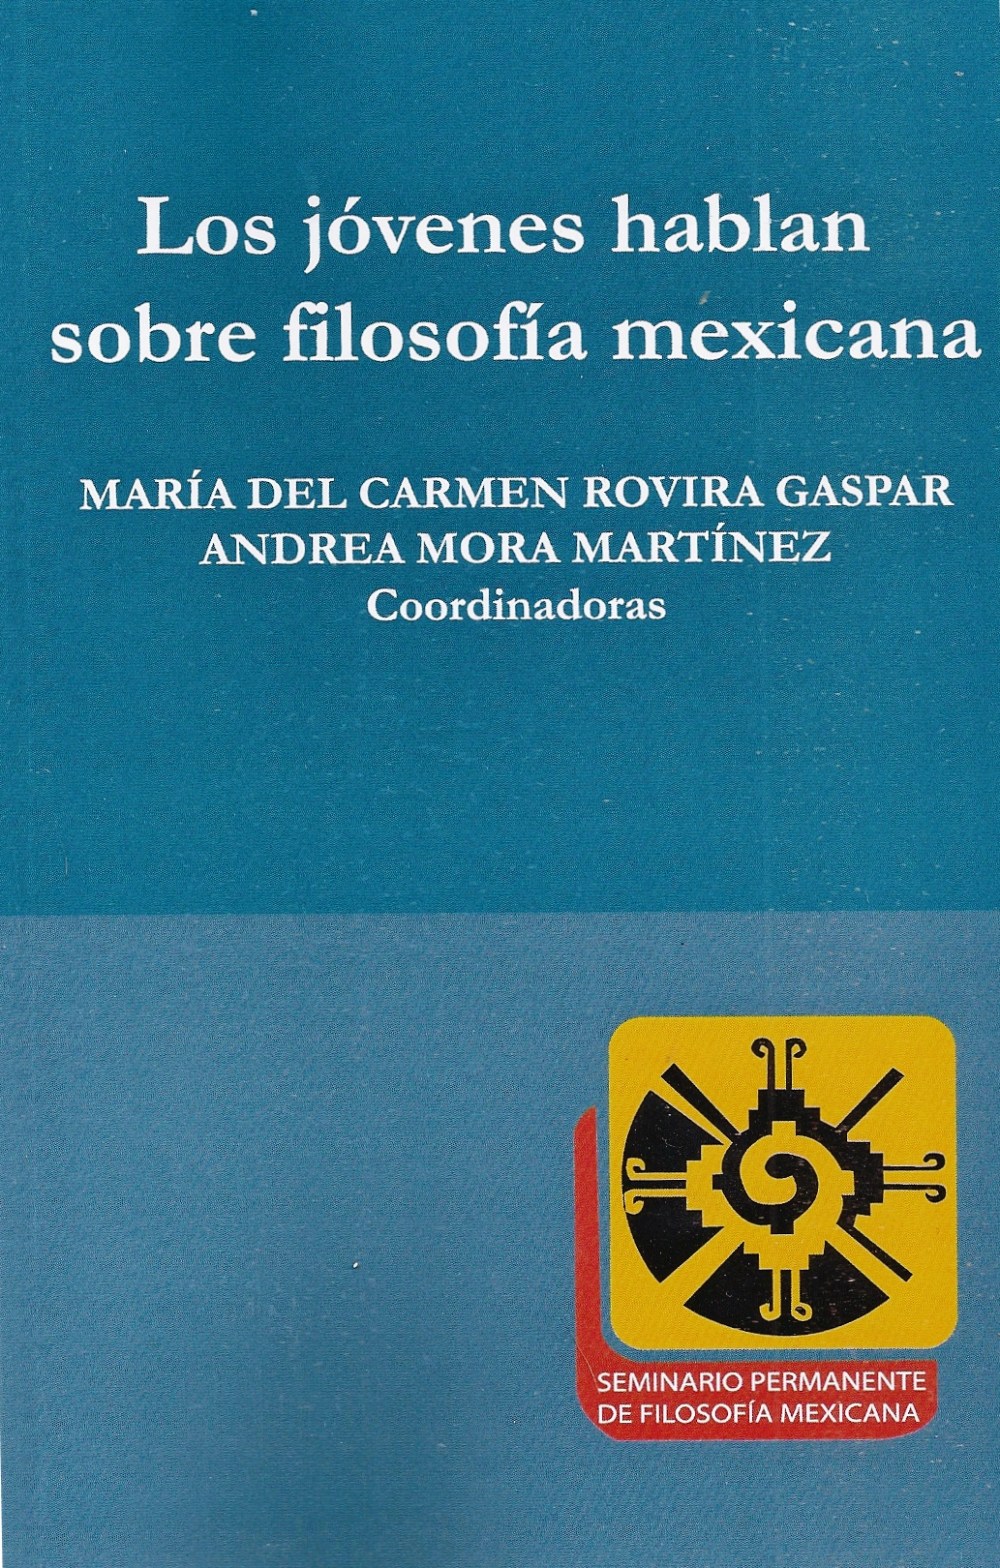 Los jóvenes hablan
sobre filosofía mexicana
MARÍA DEL CARMEN ROVIRA GASPAR
ANDREA MORA MARTÍNEZ
Coordinadoras
SEMINARIO PERMANENTE
DE FILOSOFÍA MEXICANA